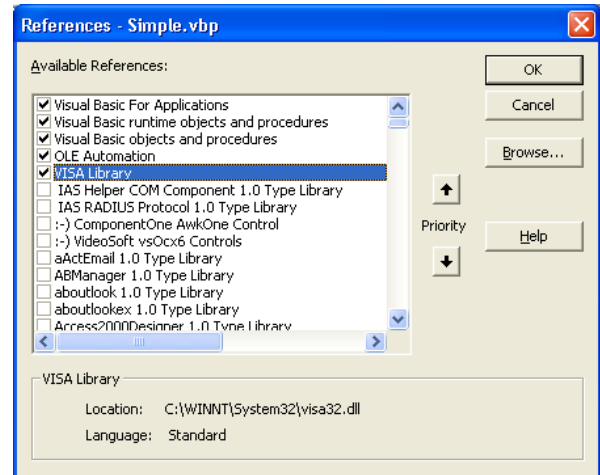 References - Simple.vbp
Available References:
Visual Basic For Applications
Visual Basic runtime objects and procedures
Visual Basic objects and procedures
OLE Automation
VISA Library
IAS Helper COM Component 1.0 Type Library
IAS RADIUS Protocol 1.0 Type Library
:-) ComponentOne AwkOne Control
:-) VideoSoft vsOcx6 Controls
aActEmail 1.0 Type Library
ABManager 1.0 Type Library
aboutlook 1.0 Type Library
aboutlookex 1.0 Type Library
Access2000Designer 1.0 Type Library
OK
Cancel
Browse...
Priority
Help
VISA Library
Location: C:\WINNT\System32\visa32.dll
Language: Standard